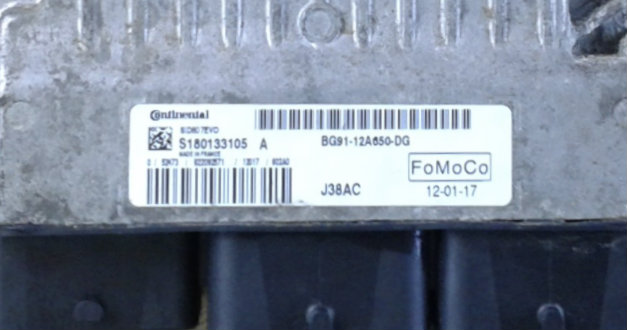 Continental
SID807EVO
S180133105 A
MADE IN FRANCE
BG91-12A650-DG
FoMoCo
J38AC
12-01-17